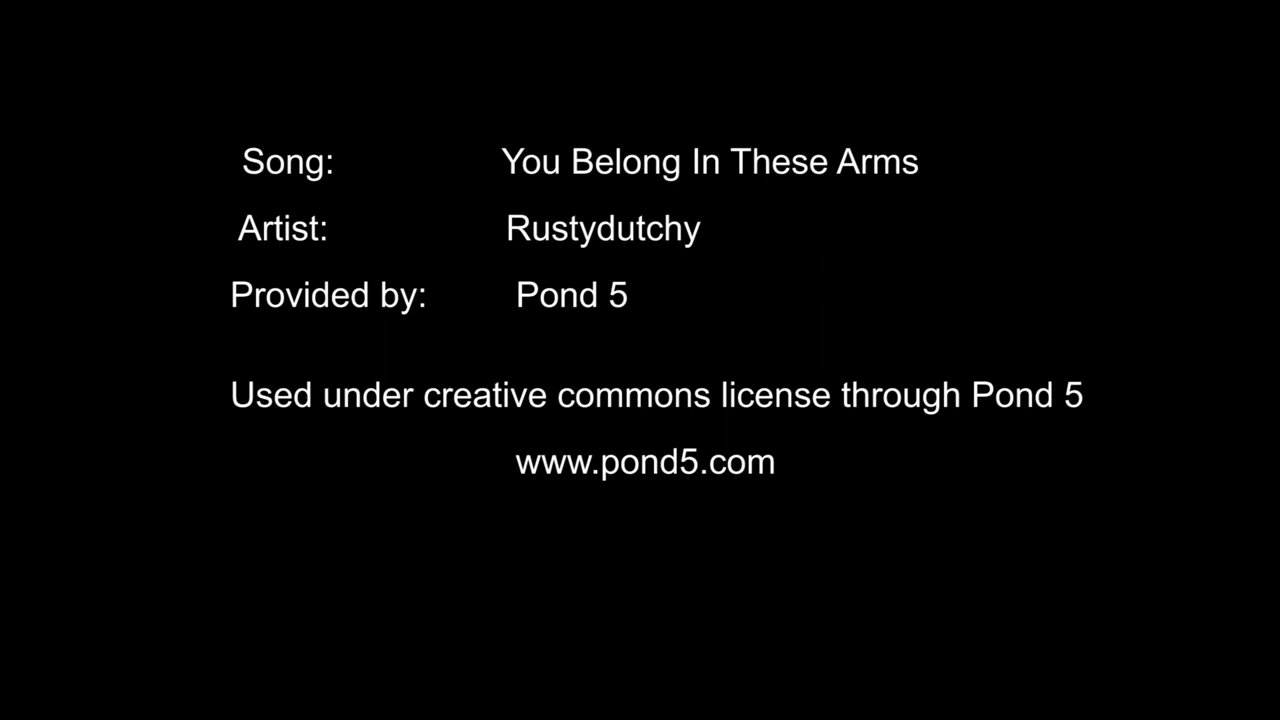 Song: You Belong In These Arms
Artist: Rustydutchy
Provided by: Pond 5
Used under creative commons license through Pond 5
www.pond5.com